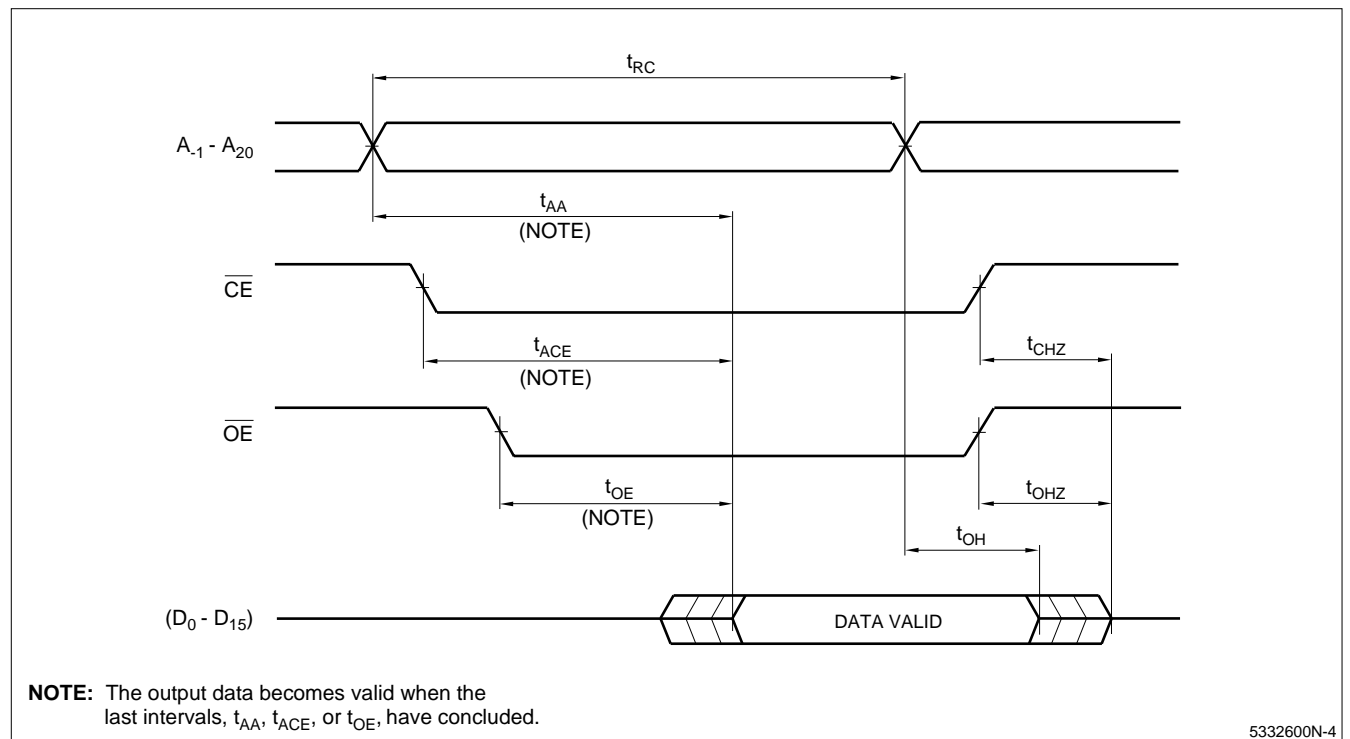 tRC
A-1 - A20
tAA
(NOTE)
CE
tACE
(NOTE)
tCHZ
OE
tOE
(NOTE)
tOHZ
tOH
(D0 - D15)
DATA VALID
NOTE: The output data becomes valid when the
last intervals, tAA, tACE, or tOE, have concluded.
5332600N-4